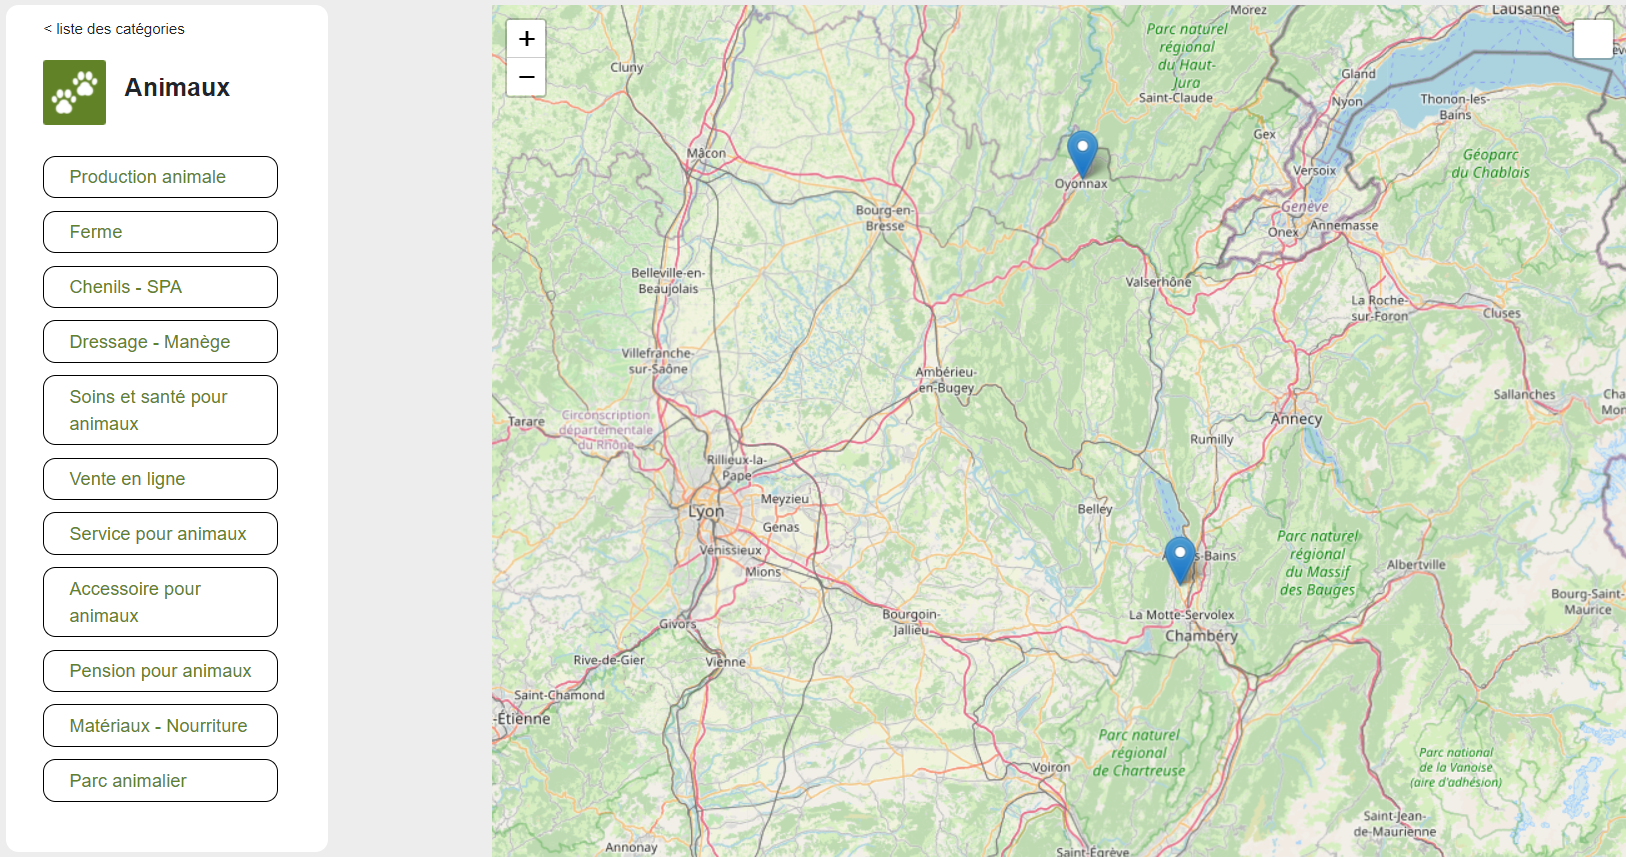 < liste des catégories
Animaux
Production animale
Ferme
Chenils - SPA
Dressage - Manège
Soins et santé pour
animaux
Vente en ligne
Service pour animaux
Accessoire pour
animaux
Pension pour animaux
Matériaux - Nourriture
Parc animalier
+
−
Morez
Lausanne
Parc naturel
régional
du Haut-
Jura
Cluny
Gland
Saint-Claude
Nyon
Thonon-les-
Bains
Gex
Mâcon
Géoparc
du Chablais
Versoix
Oyonnax
Genève
Bourg-en-
Bresse
Onex
Annemasse
Belleville-en-
Beaujolais
Valserhône
La Roche-
sur-Foron
Cluses
Villefranche-
sur-Saône
Ambérieu-
en-Bugey
Sallanches
Cha
Mon
Tarare
Circonscription
départementale
du Rhône
Annecy
Rumilly
Rillieux-la-
Pape
Meyzieu
Lyon
Belley
Genas
Vénissieux
Parc naturel
régional
du Massif
des Bauges
s-Bains
Mions
Albertville
Bourg-Saint-
Maurice
Bourgoin-
Jallieu
La Motte-Servolex
Givors
Chambéry
Rive-de-Gier
Vienne
Saint-Chamond
-Étienne
Parc naturel
régional
de Chartreuse
Parc national
de la Vanoise
(aire d'adhésion)
Voiron
Saint-Jean-
de-Maurienne
Annonay
Saint-Égrève